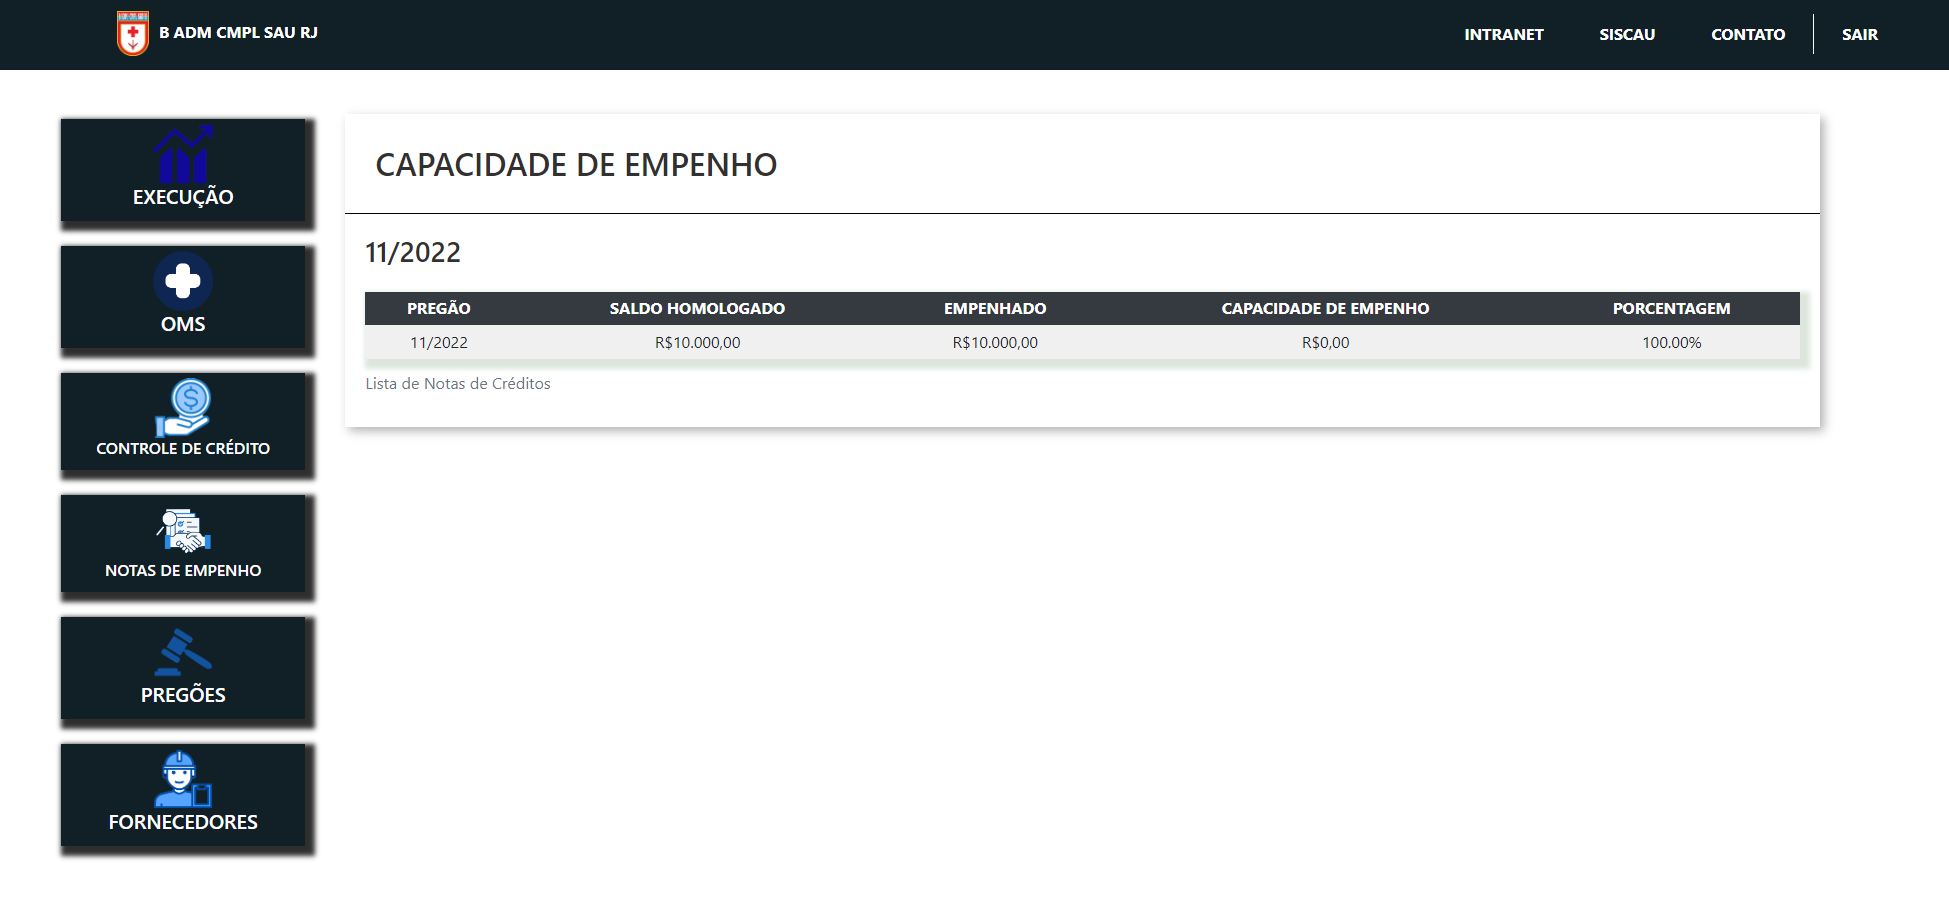 B ADM CMPL SAU RJ
INTRANET SISCAU CONTATO SAIR
EXECUÇÃO
OMS
CONTROLE DE CRÉDITO
NOTAS DE EMPENHO
PREGÕES
FORNECEDORES
CAPACIDADE DE EMPENHO
11/2022
PREGÃO SALDO HOMOLOGADO EMPENHADO CAPACIDADE DE EMPENHO PORCENTAGEM
11/2022 R$10.000,00 R$10.000,00 R$0,00 100.00%
Lista de Notas de Créditos